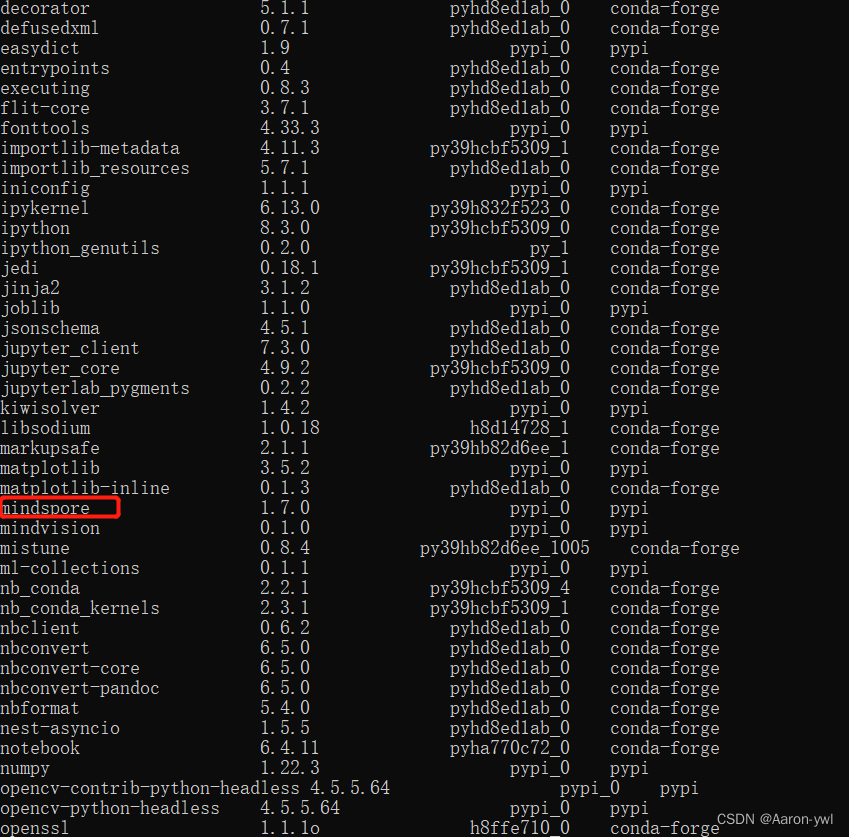 decorator 5.1.1 pyhd8ed1ab_0 conda-forge
defusedxml 0.7.1 pyhd8ed1ab_0 conda-forge
easydict 1.9 pypi_0 pypi
entrypoints 0.4 pyhd8ed1ab_0 conda-forge
executing 0.8.3 pyhd8ed1ab_0 conda-forge
flit-core 3.7.1 pyhd8ed1ab_0 conda-forge
fonttools 4.33.3 pypi_0 pypi
importlib-metadata 4.11.3 py39hcbf5309_1 conda-forge
importlib_resources 5.7.1 pyhd8ed1ab_0 conda-forge
iniconfig 1.1.1 pypi_0 pypi
ipykernel 6.13.0 py39h832f523_0 conda-forge
ipython 8.3.0 py39hcbf5309_0 conda-forge
ipython_genutils 0.2.0 py_1 conda-forge
jedi 0.18.1 py39hcbf5309_1 conda-forge
jinja2 3.1.2 pyhd8ed1ab_0 conda-forge
joblib 1.1.0 pypi_0 pypi
jsonschema 4.5.1 pyhd8ed1ab_0 conda-forge
jupyter_client 7.3.0 pyhd8ed1ab_0 conda-forge
jupyter_core 4.9.2 py39hcbf5309_0 conda-forge
jupyterlab_pygments 0.2.2 pyhd8ed1ab_0 conda-forge
kiwisolver 1.4.2 pypi_0 pypi
libsodium 1.0.18 h8d14728_1 conda-forge
markupsafe 2.1.1 py39hb82d6ee_1 conda-forge
matplotlib 3.5.2 pypi_0 pypi
matplotlib-inline 0.1.3 pyhd8ed1ab_0 conda-forge
mindspore 1.7.0 pypi_0 pypi
mindvision 0.1.0 pypi_0 pypi
mistune 0.8.4 py39hb82d6ee_1005 conda-forge
ml-collections 0.1.1 pypi_0 pypi
nb_conda 2.2.1 py39hcbf5309_4 conda-forge
nb_conda_kernels 2.3.1 py39hcbf5309_1 conda-forge
nbclient 0.6.2 pyhd8ed1ab_0 conda-forge
nbconvert 6.5.0 pyhd8ed1ab_0 conda-forge
nbconvert-core 6.5.0 pyhd8ed1ab_0 conda-forge
nbconvert-pandoc 6.5.0 pyhd8ed1ab_0 conda-forge
nbformat 5.4.0 pyhd8ed1ab_0 conda-forge
nest-asyncio 1.5.5 pyhd8ed1ab_0 conda-forge
notebook 6.4.11 pyha770c72_0 conda-forge
numpy 1.22.3 pypi_0 pypi
opencv-contrib-python-headless 4.5.5.64 pypi_0 pypi
opencv-python-headless 4.5.5.64 pypi_0 pypi
openssl 1.1.1o h8ffe710_0 conda-forge
CSDN @Aaron-ywl